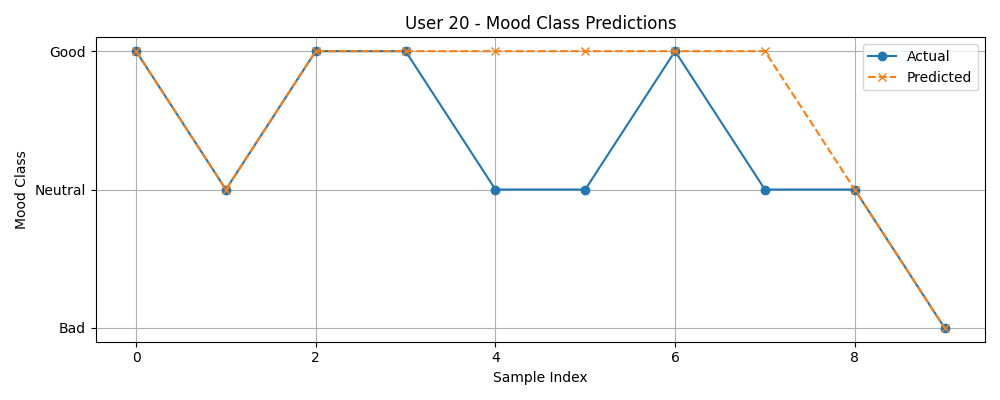 User 20 - Mood Class Predictions
Good
Neutral
Bad
Mood Class
Actual
Predicted
0
2
4
6
8
Sample Index